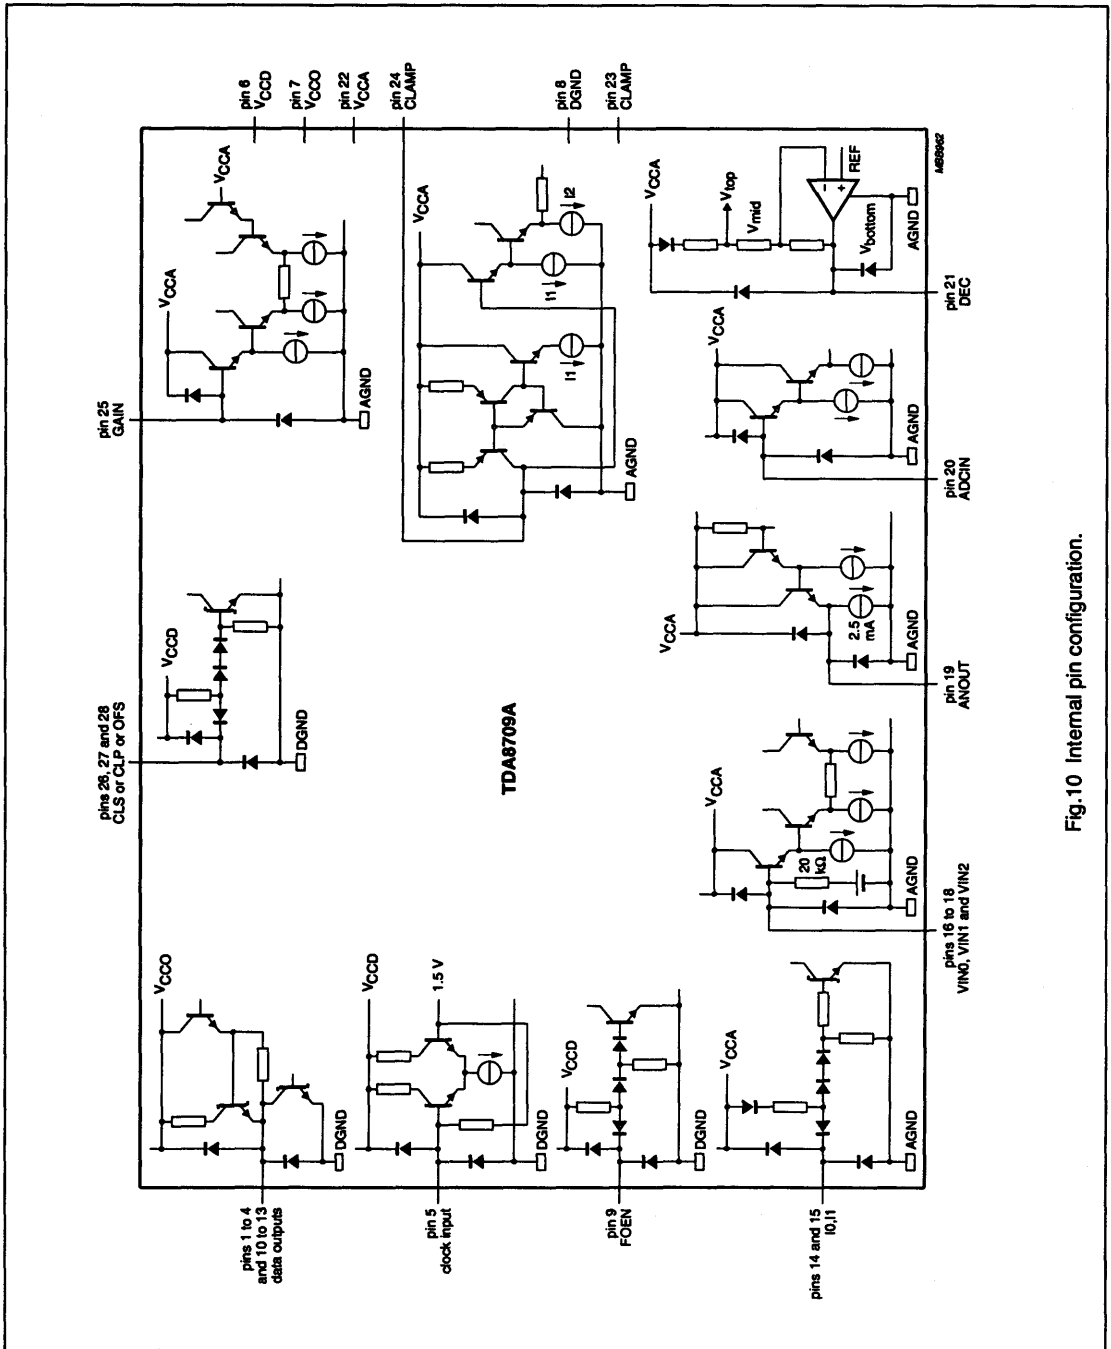 pin 6
VCCD
pin 7
VCCO
pin 22
VCCA
pin 24
CLAMP
pin 8
DGND
pin 23
CLAMP
pin 25
GAIN
VCCA
VCCA
AGND
VCCA
I1
I1
I2
AGND
VCCA
Vtop
Vmid
REF
-
+
Vbottom
AGND
pin 21
DEC
MBB962
pins 26, 27 and 28
CLS or CLP or OFS
VCCD
DGND
TDA8709A
VCCA
AGND
pin 20
ADCIN
VCCA
2.5
mA
AGND
pin 19
ANOUT
VCCA
20
kΩ
AGND
pins 16 to 18
VIN0, VIN1 and VIN2
VCCO
DGND
pins 1 to 4
and 10 to 13
data outputs
VCCD
1.5 V
DGND
pin 5
clock input
VCCD
DGND
pin 9
FOEN
VCCA
AGND
pins 14 and 15
I0,I1
Fig.10 Internal pin configuration.